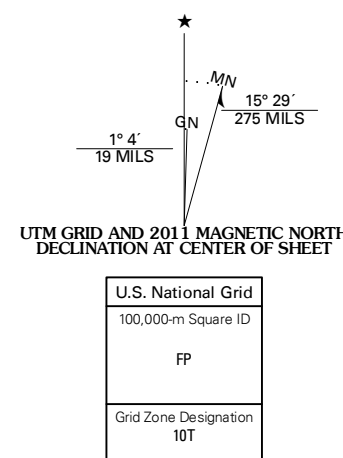 MN
15° 29´
275 MILS
GN
1° 4´
19 MILS
UTM GRID AND 2011 MAGNETIC NORTH
DECLINATION AT CENTER OF SHEET
U.S. National Grid
100,000-m Square ID
FP
Grid Zone Designation
10T